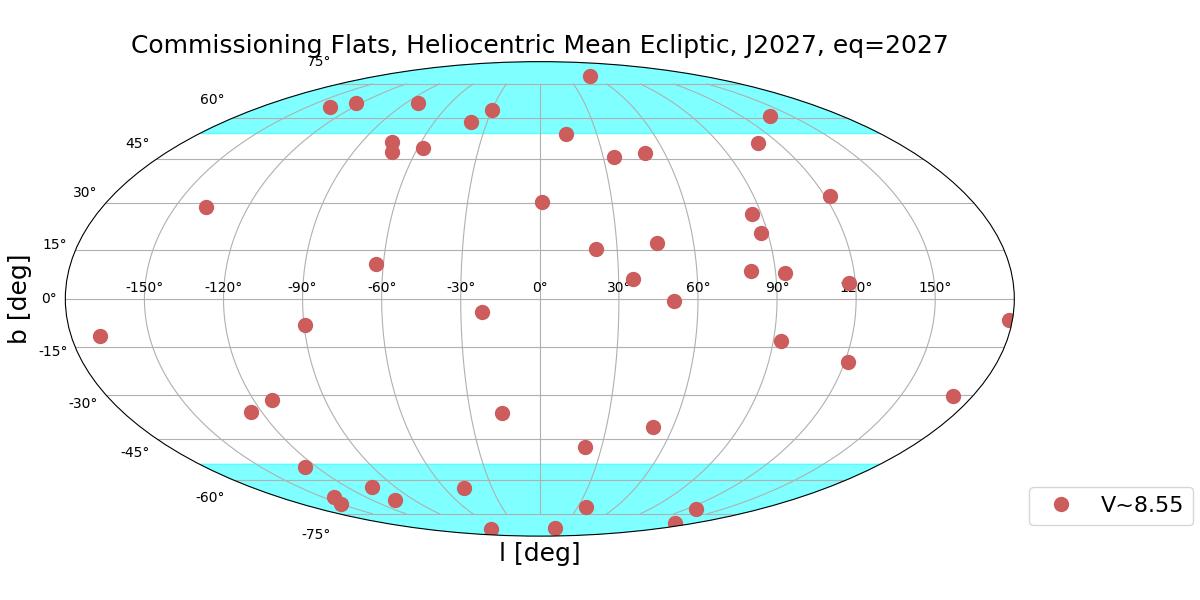 Commissioning Flats, Heliocentric Mean Ecliptic, J2027, eq=2027
75°
60°
45°
30°
15°
0°
-15°
-30°
-45°
-60°
-75°
-150° -120° -90° -60° -30° 0° 30° 60° 90° 120° 150°
b [deg]
l [deg]
V~8.55